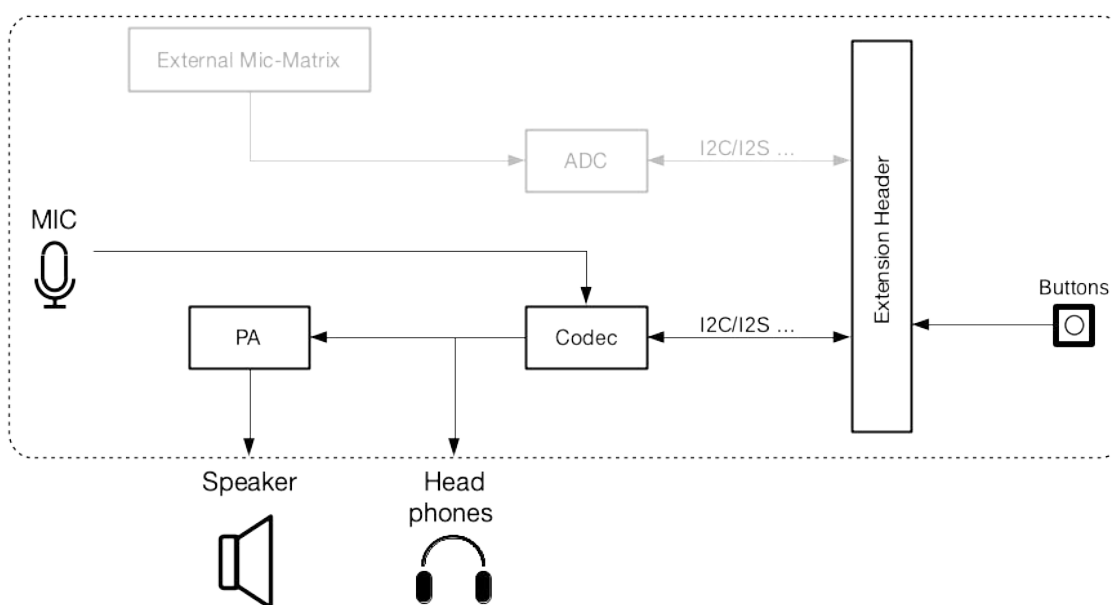 External Mic-Matrix
ADC
I2C/I2S ...
MIC
Extension Header
Buttons
PA
Codec
I2C/I2S ...
Speaker
Head
phones